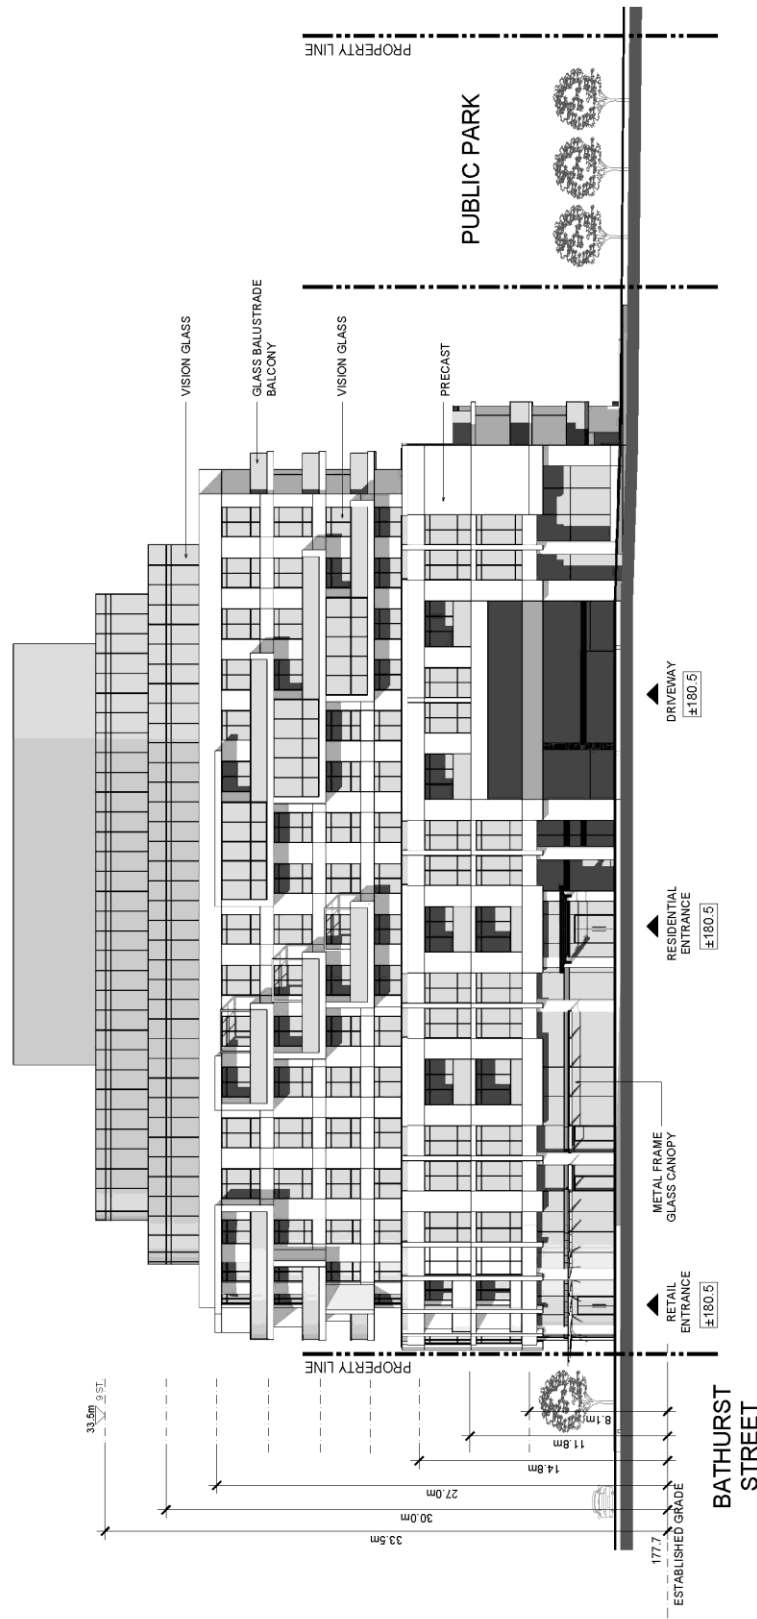 PROPERTY LINE
PUBLIC PARK
VISION GLASS
GLASS BALUSTRADE
BALCONY
VISION GLASS
PRECAST
DRIVEWAY
±180.5
RESIDENTIAL
ENTRANCE
±180.5
METAL FRAME
GLASS CANOPY
RETAIL
ENTRANCE
±180.5
PROPERTY LINE
33.5m 9 ST
8.1m
11.8m
14.8m
27.0m
30.0m
33.5m
BATHURST
STREET
177.7
ESTABLISHED GRADE